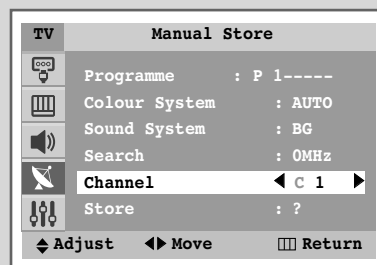 TV Manual Store
Programme : P 1-----
Colour System : AUTO
Sound System : BG
Search : 0MHz
Channel ◀ C 1 ▶
Store : ?
Adjust Move Return